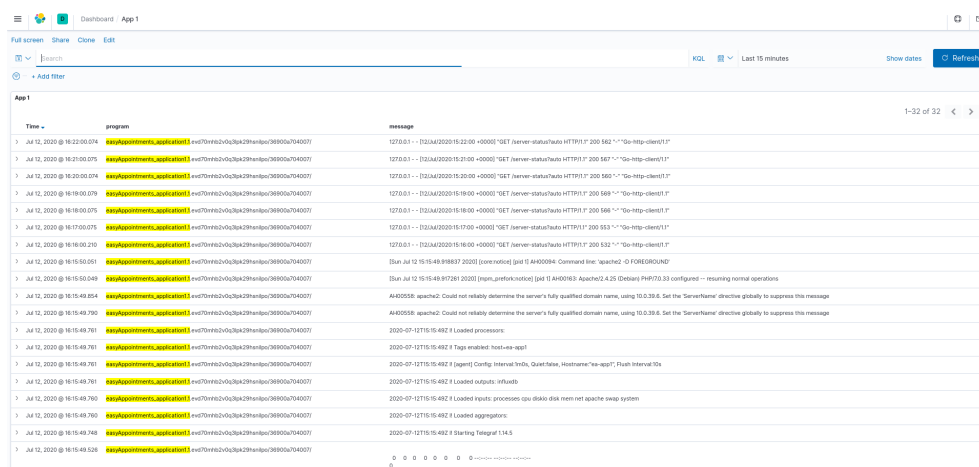 D Dashboard App 1
Full screen Share Clone Edit
Search KQL Last 15 minutes Show dates Refresh
+ Add filter
App 1
1–32 of 32
Time program message
Jul 12, 2020 @ 16:22:00.074 easyAppointments_application1.1.evd70mhb2v0q3lpk29hsnilpo/36900a704007/ 127.0.0.1 - - [12/Jul/2020:15:22:00 +0000] "GET /server-status?auto HTTP/1.1" 200 562 "-" "Go-http-client/1.1"
Jul 12, 2020 @ 16:21:00.075 easyAppointments_application1.1.evd70mhb2v0q3lpk29hsnilpo/36900a704007/ 127.0.0.1 - - [12/Jul/2020:15:21:00 +0000] "GET /server-status?auto HTTP/1.1" 200 567 "-" "Go-http-client/1.1"
Jul 12, 2020 @ 16:20:00.074 easyAppointments_application1.1.evd70mhb2v0q3lpk29hsnilpo/36900a704007/ 127.0.0.1 - - [12/Jul/2020:15:20:00 +0000] "GET /server-status?auto HTTP/1.1" 200 560 "-" "Go-http-client/1.1"
Jul 12, 2020 @ 16:19:00.079 easyAppointments_application1.1.evd70mhb2v0q3lpk29hsnilpo/36900a704007/ 127.0.0.1 - - [12/Jul/2020:15:19:00 +0000] "GET /server-status?auto HTTP/1.1" 200 569 "-" "Go-http-client/1.1"
Jul 12, 2020 @ 16:18:00.075 easyAppointments_application1.1.evd70mhb2v0q3lpk29hsnilpo/36900a704007/ 127.0.0.1 - - [12/Jul/2020:15:18:00 +0000] "GET /server-status?auto HTTP/1.1" 200 566 "-" "Go-http-client/1.1"
Jul 12, 2020 @ 16:17:00.075 easyAppointments_application1.1.evd70mhb2v0q3lpk29hsnilpo/36900a704007/ 127.0.0.1 - - [12/Jul/2020:15:17:00 +0000] "GET /server-status?auto HTTP/1.1" 200 553 "-" "Go-http-client/1.1"
Jul 12, 2020 @ 16:16:00.210 easyAppointments_application1.1.evd70mhb2v0q3lpk29hsnilpo/36900a704007/ 127.0.0.1 - - [12/Jul/2020:15:16:00 +0000] "GET /server-status?auto HTTP/1.1" 200 532 "-" "Go-http-client/1.1"
Jul 12, 2020 @ 16:15:50.051 easyAppointments_application1.1.evd70mhb2v0q3lpk29hsnilpo/36900a704007/ [Sun Jul 12 15:15:49.918837 2020] [core:notice] [pid 1] AH00094: Command line: 'apache2 -D FOREGROUND'
Jul 12, 2020 @ 16:15:50.049 easyAppointments_application1.1.evd70mhb2v0q3lpk29hsnilpo/36900a704007/ [Sun Jul 12 15:15:49.917261 2020] [mpm_prefork:notice] [pid 1] AH00163: Apache/2.4.25 (Debian) PHP/7.0.33 configured -- resuming normal operations
Jul 12, 2020 @ 16:15:49.854 easyAppointments_application1.1.evd70mhb2v0q3lpk29hsnilpo/36900a704007/ AH00558: apache2: Could not reliably determine the server's fully qualified domain name, using 10.0.39.6. Set the 'ServerName' directive globally to suppress this message
Jul 12, 2020 @ 16:15:49.790 easyAppointments_application1.1.evd70mhb2v0q3lpk29hsnilpo/36900a704007/ AH00558: apache2: Could not reliably determine the server's fully qualified domain name, using 10.0.39.6. Set the 'ServerName' directive globally to suppress this message
Jul 12, 2020 @ 16:15:49.761 easyAppointments_application1.1.evd70mhb2v0q3lpk29hsnilpo/36900a704007/ 2020-07-12T15:15:49Z I! Loaded processors:
Jul 12, 2020 @ 16:15:49.761 easyAppointments_application1.1.evd70mhb2v0q3lpk29hsnilpo/36900a704007/ 2020-07-12T15:15:49Z I! Tags enabled: host=ea-app1
Jul 12, 2020 @ 16:15:49.761 easyAppointments_application1.1.evd70mhb2v0q3lpk29hsnilpo/36900a704007/ 2020-07-12T15:15:49Z I! [agent] Config: Interval:1m0s, Quiet:false, Hostname:"ea-app1", Flush Interval:10s
Jul 12, 2020 @ 16:15:49.761 easyAppointments_application1.1.evd70mhb2v0q3lpk29hsnilpo/36900a704007/ 2020-07-12T15:15:49Z I! Loaded outputs: influxdb
Jul 12, 2020 @ 16:15:49.760 easyAppointments_application1.1.evd70mhb2v0q3lpk29hsnilpo/36900a704007/ 2020-07-12T15:15:49Z I! Loaded inputs: processes cpu diskio disk mem net apache swap system
Jul 12, 2020 @ 16:15:49.760 easyAppointments_application1.1.evd70mhb2v0q3lpk29hsnilpo/36900a704007/ 2020-07-12T15:15:49Z I! Loaded aggregators:
Jul 12, 2020 @ 16:15:49.748 easyAppointments_application1.1.evd70mhb2v0q3lpk29hsnilpo/36900a704007/ 2020-07-12T15:15:49Z I! Starting Telegraf 1.14.5
Jul 12, 2020 @ 16:15:49.526 easyAppointments_application1.1.evd70mhb2v0q3lpk29hsnilpo/36900a704007/
0 0 0 0 0 0 0 0 --:--:-- --:--:-- --:--:--
0